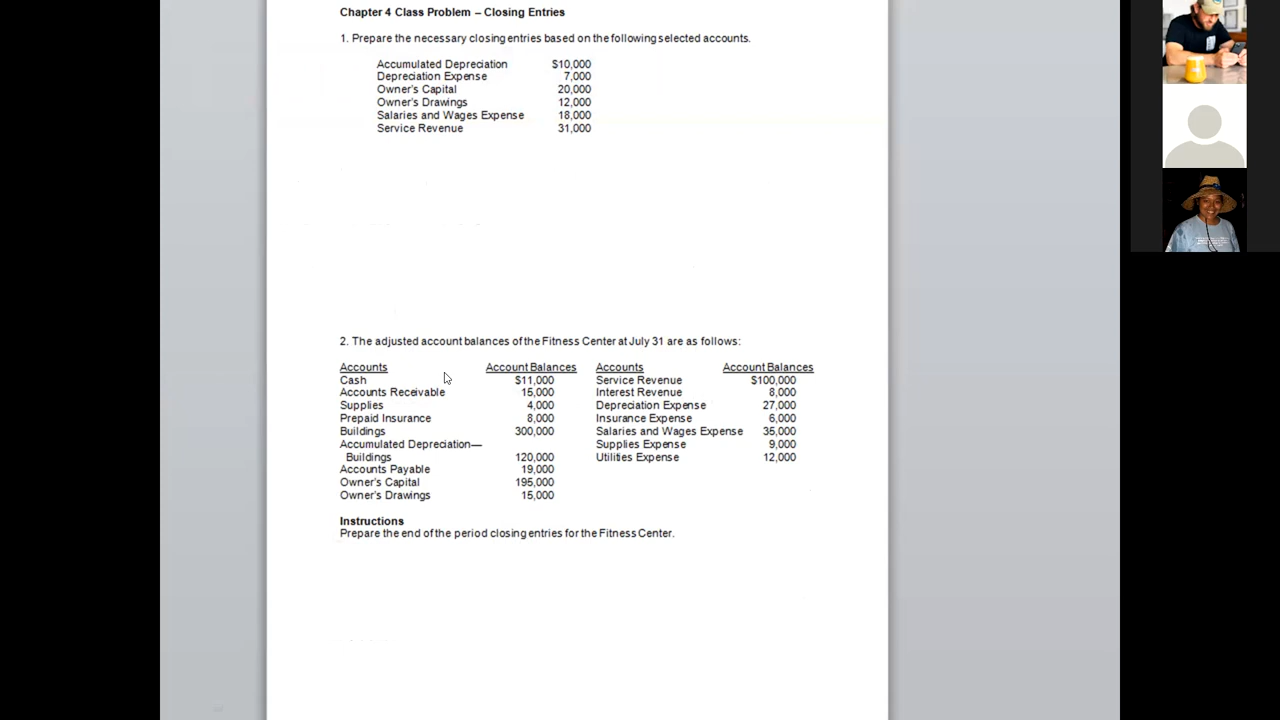 Chapter 4 Class Problem – Closing Entries
1. Prepare the necessary closing entries based on the following selected accounts.
Accumulated Depreciation $10,000
Depreciation Expense 7,000
Owner's Capital 20,000
Owner's Drawings 12,000
Salaries and Wages Expense 18,000
Service Revenue 31,000
2. The adjusted account balances of the Fitness Center at July 31 are as follows:
Accounts Account Balances Accounts Account Balances
Cash $11,000 Service Revenue $100,000
Accounts Receivable 15,000 Interest Revenue 8,000
Supplies 4,000 Depreciation Expense 27,000
Prepaid Insurance 8,000 Insurance Expense 6,000
Buildings 300,000 Salaries and Wages Expense 35,000
Accumulated Depreciation— Supplies Expense 9,000
Buildings 120,000 Utilities Expense 12,000
Accounts Payable 19,000
Owner's Capital 195,000
Owner's Drawings 15,000
Instructions
Prepare the end of the period closing entries for the Fitness Center.